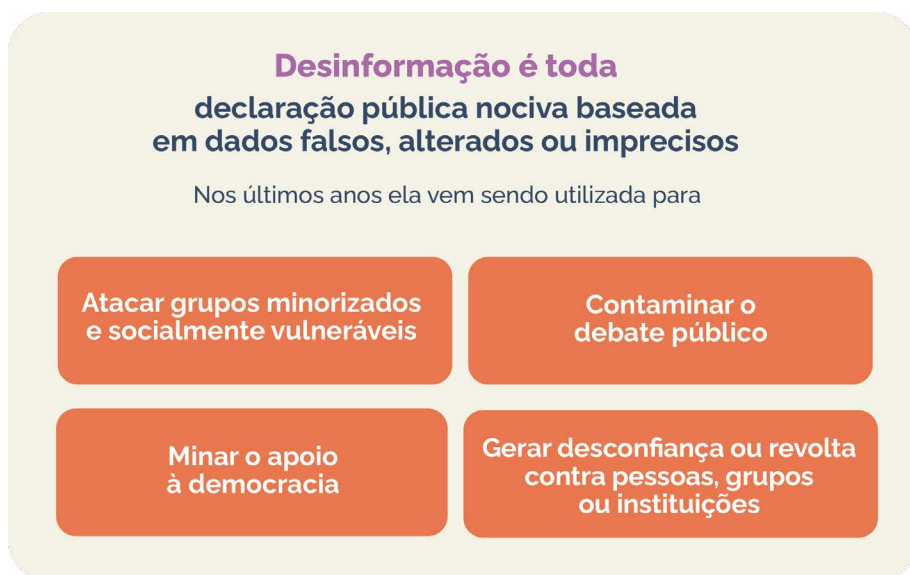 Desinformação é toda
declaração pública nociva baseada
em dados falsos, alterados ou imprecisos
Nos últimos anos ela vem sendo utilizada para
Atacar grupos minorizados
e socialmente vulneráveis
Contaminar o
debate público
Minar o apoio
à democracia
Gerar desconfiança ou revolta
contra pessoas, grupos
ou instituições